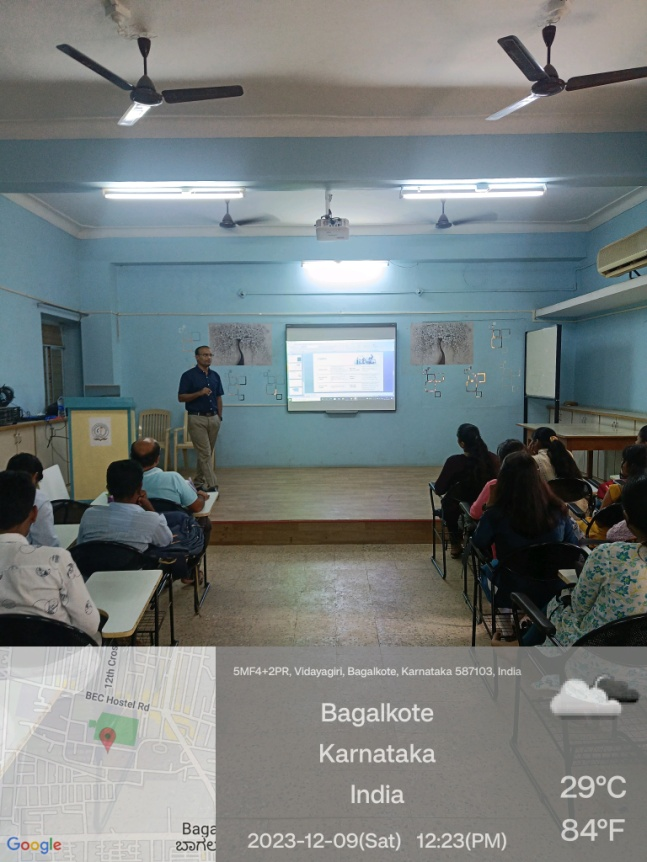 12th Cros
BEC Hostel Rd
Baga
ಬಾಗಲ
Google
5MF4+2PR, Vidayagiri, Bagalkote, Karnataka 587103, India
Bagalkote
Karnataka
India
2023-12-09(Sat) 12:23(PM)
29°C
84°F